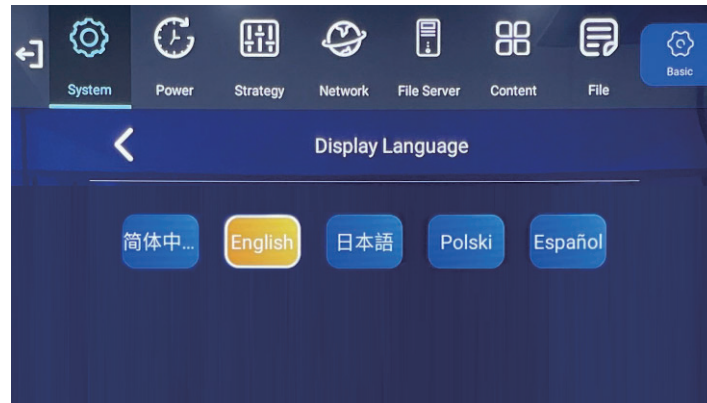 System Power Strategy Network File Server Content File Basic
Display Language
简体中... English 日本語 Polski Español